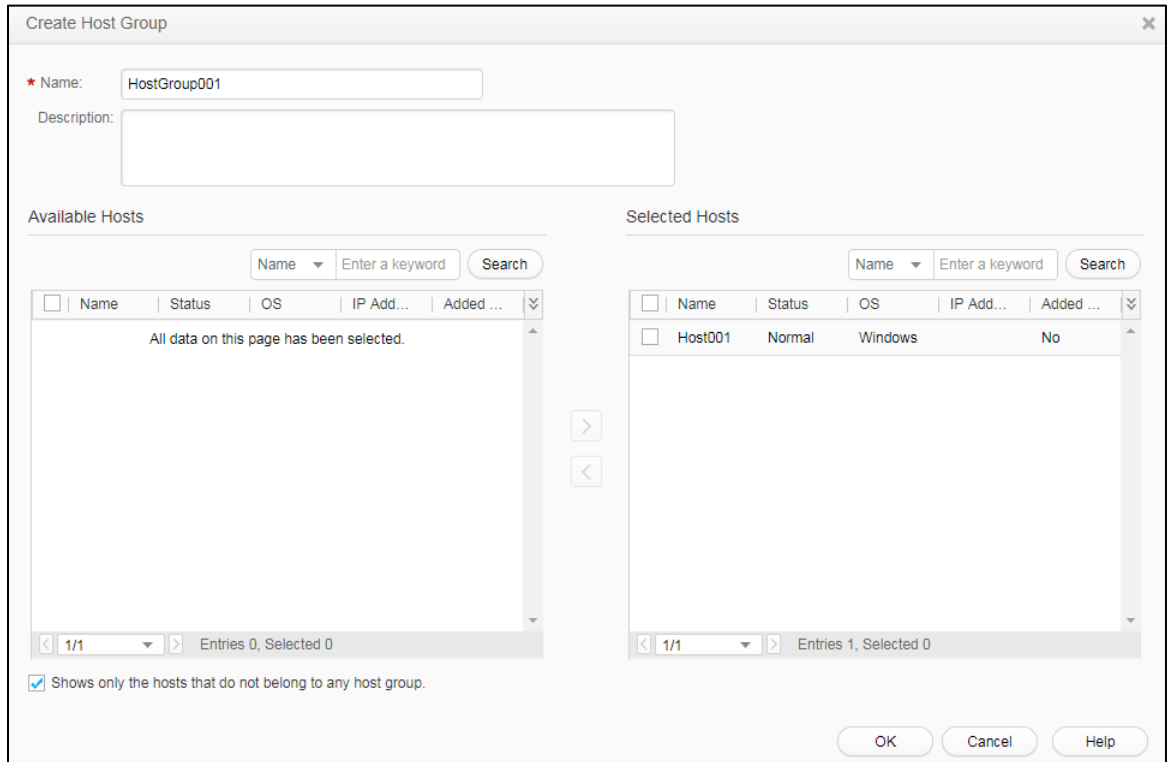 Create Host Group
* Name: HostGroup001
Description:
Available Hosts
Name Enter a keyword Search
Name Status OS IP Add... Added ...
All data on this page has been selected.
1/1 Entries 0, Selected 0
Shows only the hosts that do not belong to any host group.
Selected Hosts
Name Enter a keyword Search
Name Status OS IP Add... Added ...
Host001 Normal Windows No
1/1 Entries 1, Selected 0
OK Cancel Help